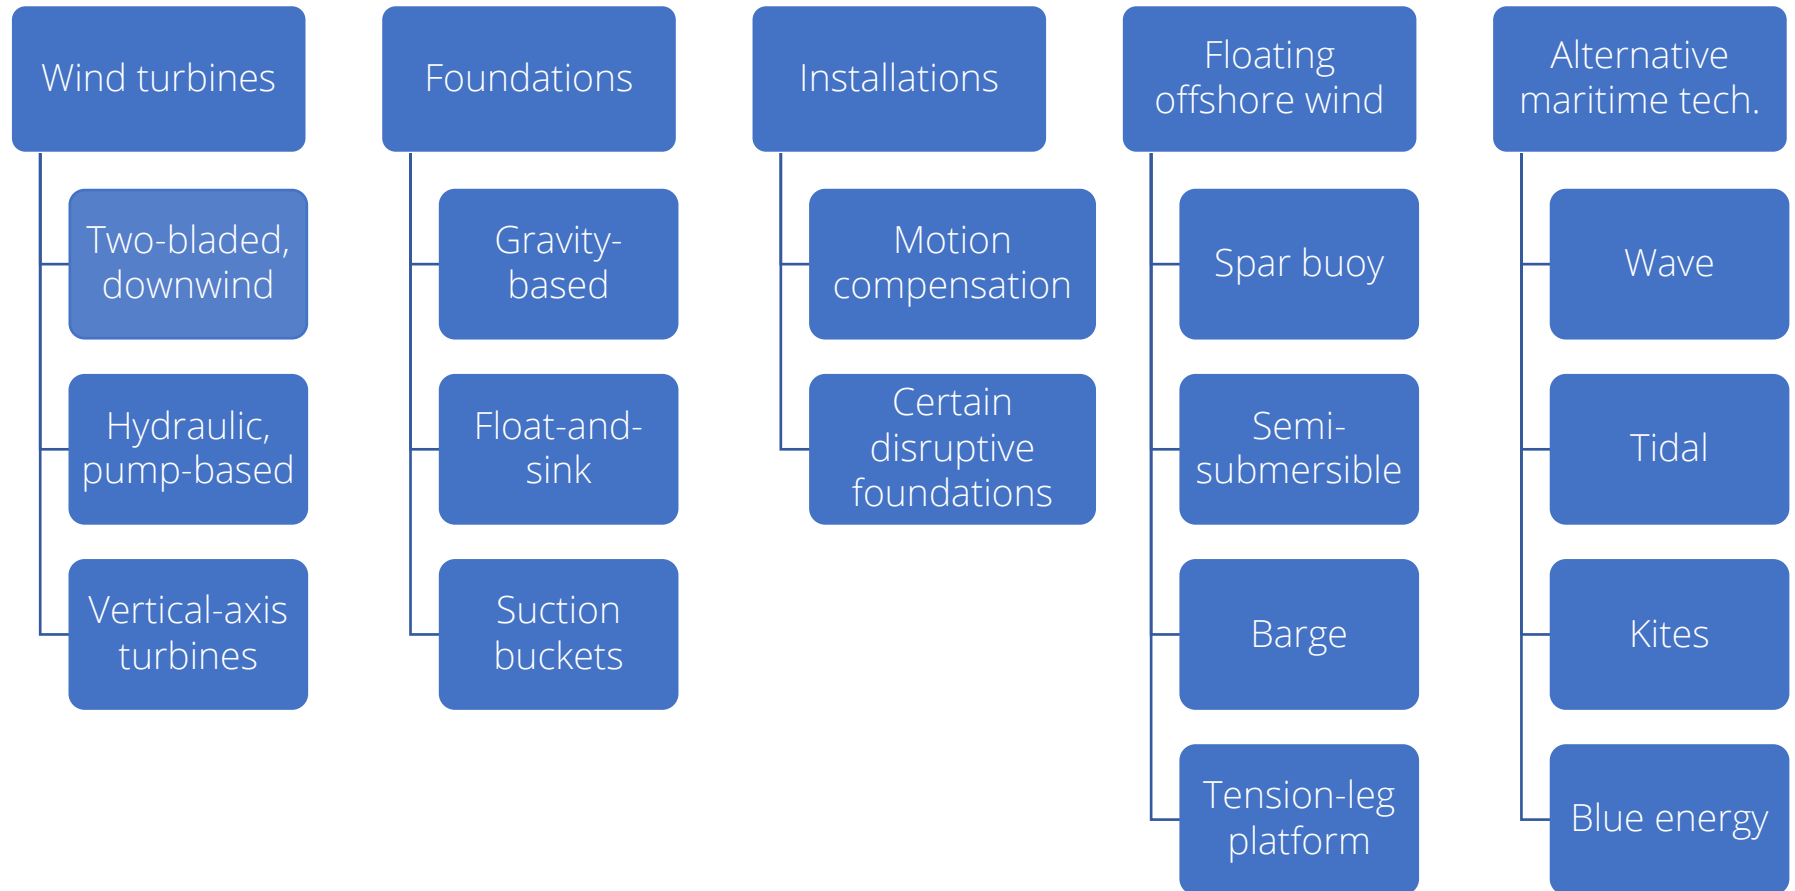 Wind turbines
Two-bladed,
downwind
Hydraulic,
pump-based
Vertical-axis
turbines
Foundations
Gravity-
based
Float-and-
sink
Suction
buckets
Installations
Motion
compensation
Certain
disruptive
foundations
Floating
offshore wind
Spar buoy
Semi-
submersible
Barge
Tension-leg
platform
Alternative
maritime tech.
Wave
Tidal
Kites
Blue energy